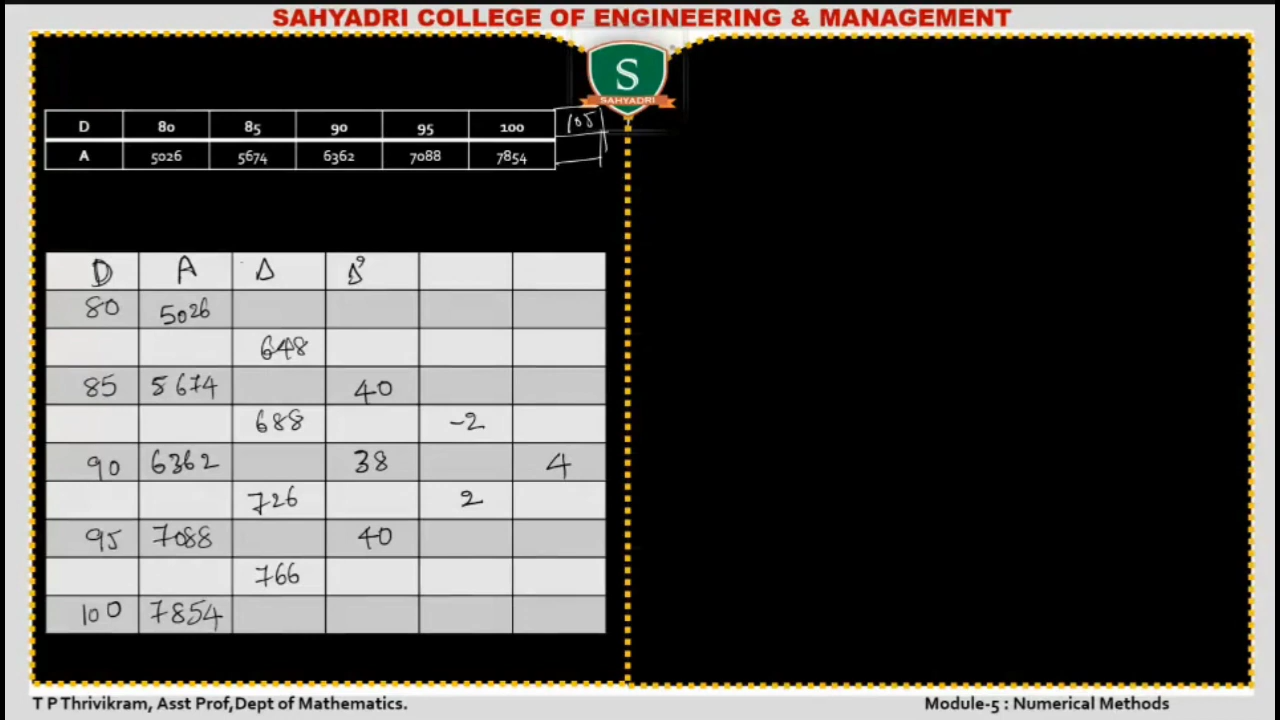 SAHYADRI COLLEGE OF ENGINEERING & MANAGEMENT
S
SAHYADRI
D 80 85 90 95 100 105
A 5026 5674 6362 7088 7854
D A Δ Δ²
80 5026
648
85 5674 40
688 -2
90 6362 38 4
726 2
95 7088 40
766
100 7854
T P Thrivikram, Asst Prof,Dept of Mathematics.
Module-5 : Numerical Methods